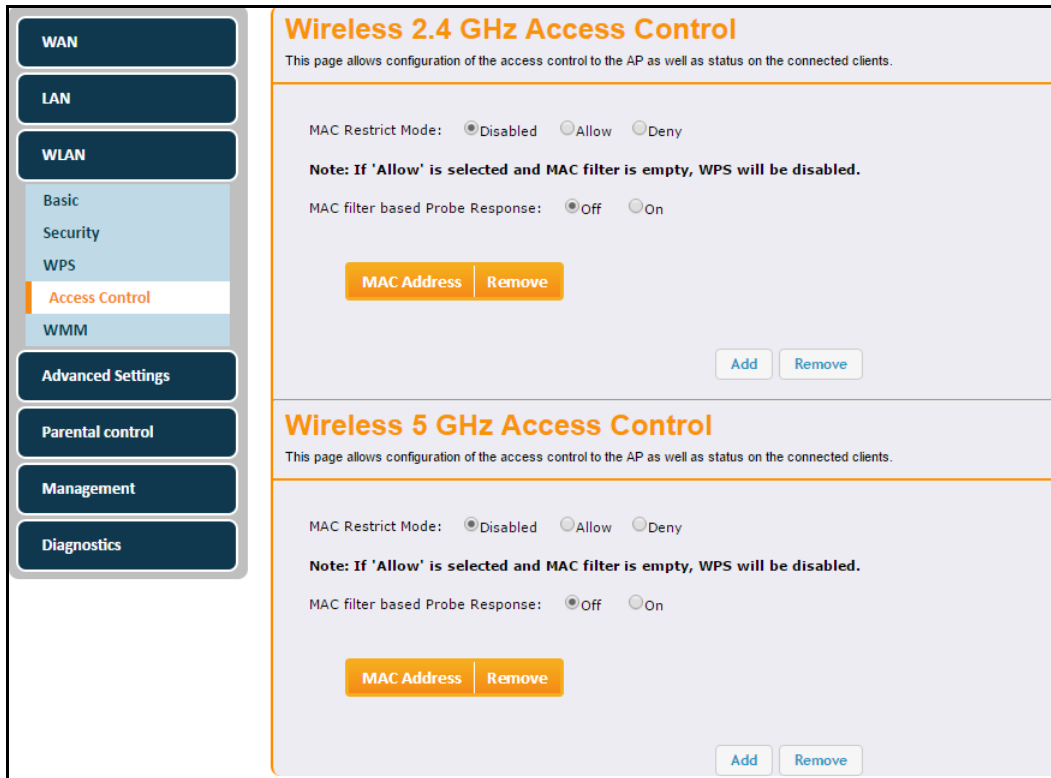 WAN
LAN
WLAN
Basic
Security
WPS
Access Control
WMM
Advanced Settings
Parental control
Management
Diagnostics
Wireless 2.4 GHz Access Control
This page allows configuration of the access control to the AP as well as status on the connected clients.
MAC Restrict Mode: Disabled Allow Deny
Note: If 'Allow' is selected and MAC filter is empty, WPS will be disabled.
MAC filter based Probe Response: Off On
MAC Address Remove
Add Remove
Wireless 5 GHz Access Control
This page allows configuration of the access control to the AP as well as status on the connected clients.
MAC Restrict Mode: Disabled Allow Deny
Note: If 'Allow' is selected and MAC filter is empty, WPS will be disabled.
MAC filter based Probe Response: Off On
MAC Address Remove
Add Remove